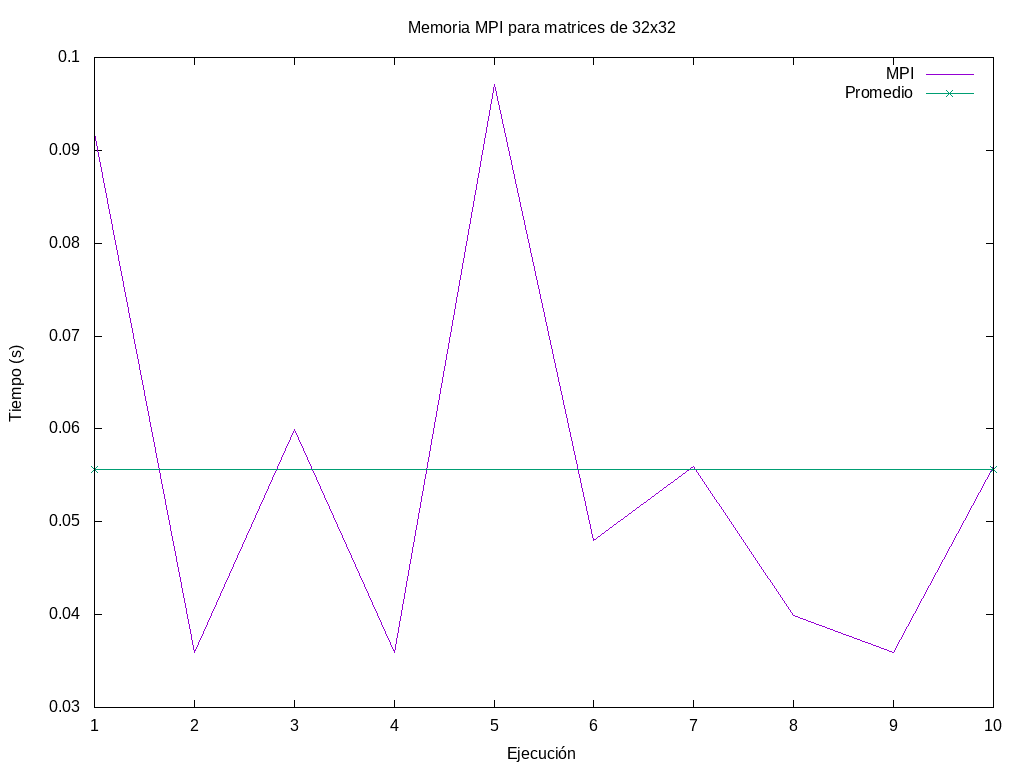 Memoria MPI para matrices de 32x32
MPI
Promedio
0.1
0.09
0.08
0.07
0.06
0.05
0.04
0.03
Tiempo (s)
1 2 3 4 5 6 7 8 9 10
Ejecución